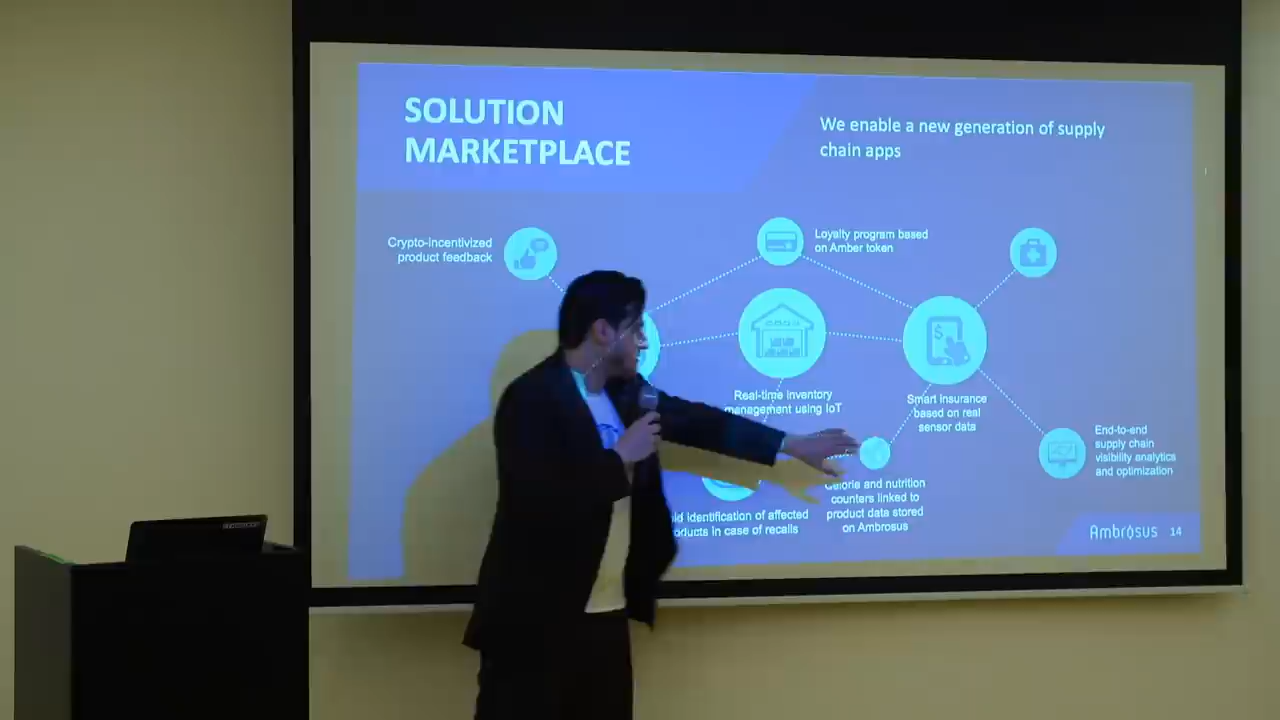 SOLUTION
MARKETPLACE
We enable a new generation of supply
chain apps
Crypto-incentivized
product feedback
Loyalty program based
on Amber token
Real-time inventory
management using IoT
Smart insurance
based on real
sensor data
End-to-end
supply chain
visibility analytics
and optimization
Calorie and nutrition
counters linked to
product data stored
on Ambrosus
identification of affected
in case of recalls
Ambrosus 14